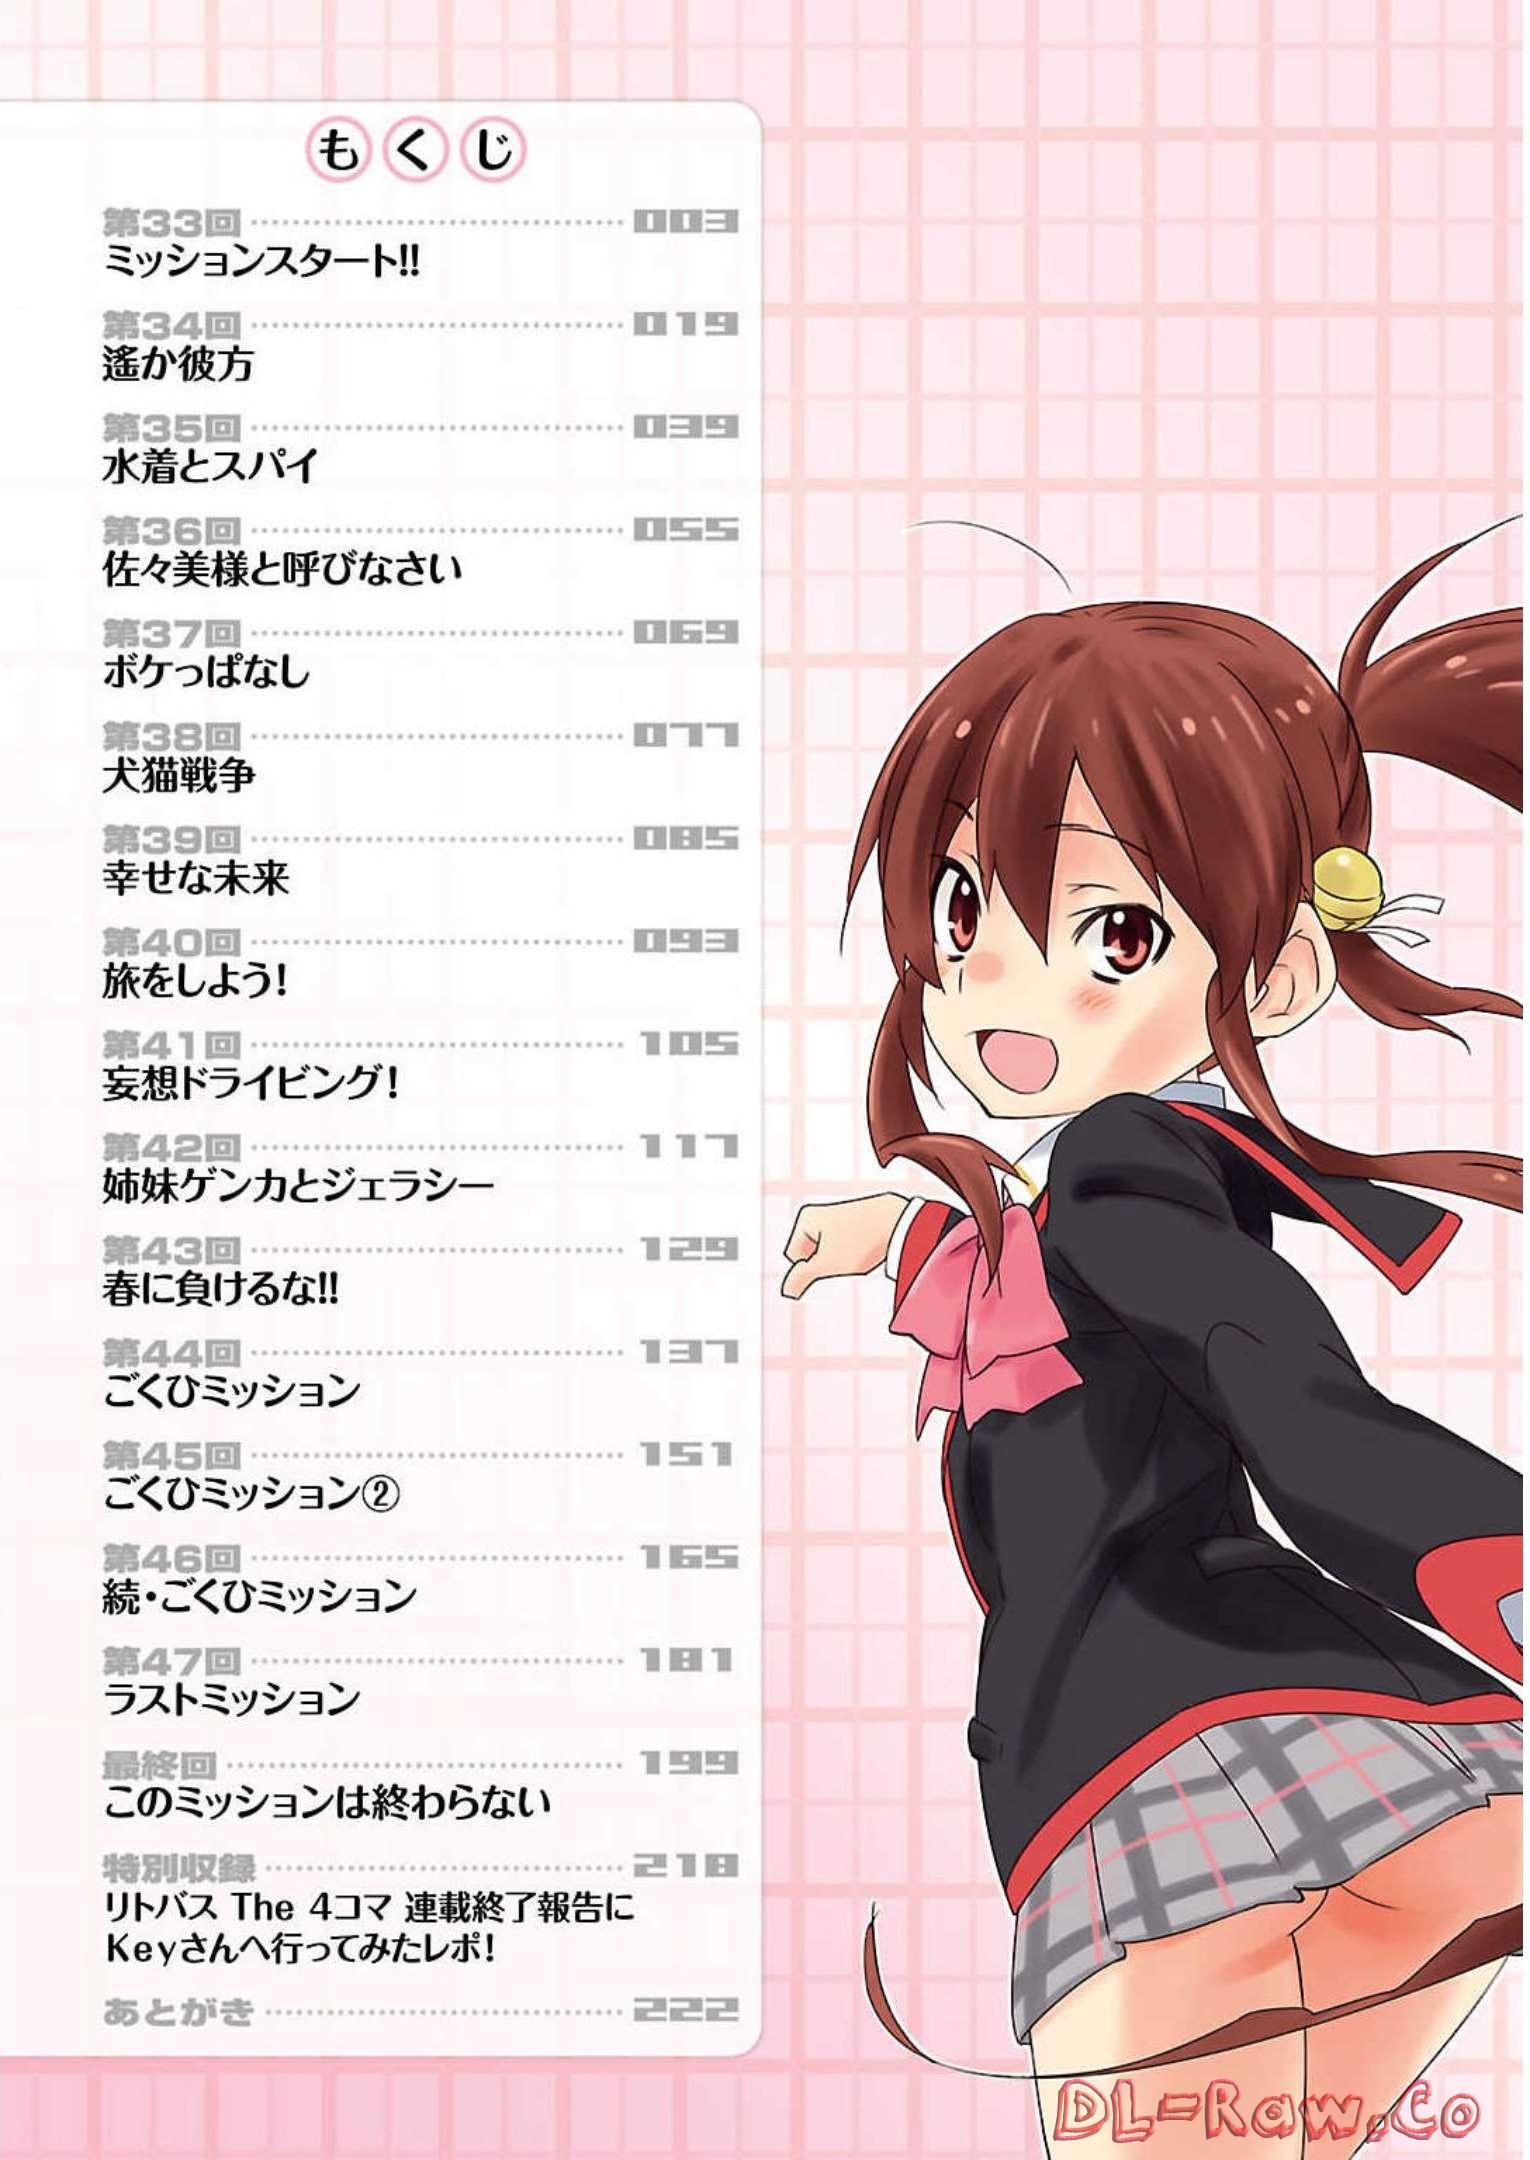 もくじ
第33回 003
ミッションスタート!!
第34回 019
遙か彼方
第35回 039
水着とスパイ
第36回 055
佐々美様と呼びなさい
第37回 069
ボケっぱなし
第38回 077
犬猫戦争
第39回 085
幸せな未来
第40回 093
旅をしよう!
第41回 105
妄想ドライビング!
第42回 117
姉妹ゲンカとジェラシー
第43回 129
春に負けるな!!
第44回 137
ごくひミッション
第45回 151
ごくひミッション②
第46回 165
続・ごくひミッション
第47回 181
ラストミッション
最終回 199
このミッションは終わらない
特別収録 218
リトバス The 4コマ 連載終了報告に
Keyさんへ行ってみたレポ!
あとがき 222
DL-Raw.Co